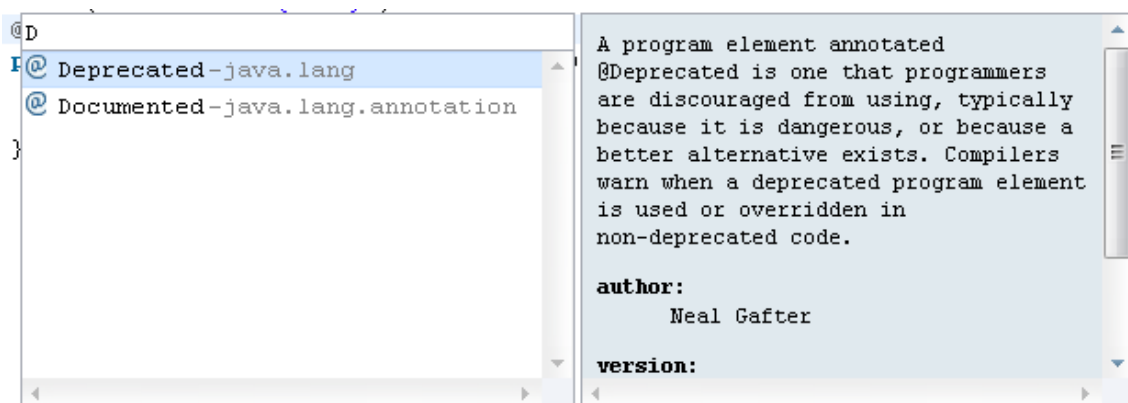 @D
@ Deprecated-java.lang
@ Documented-java.lang.annotation
}
A program element annotated
@Deprecated is one that programmers
are discouraged from using, typically
because it is dangerous, or because a
better alternative exists. Compilers
warn when a deprecated program element
is used or overridden in
non-deprecated code.
author:
Neal Gafter
version: